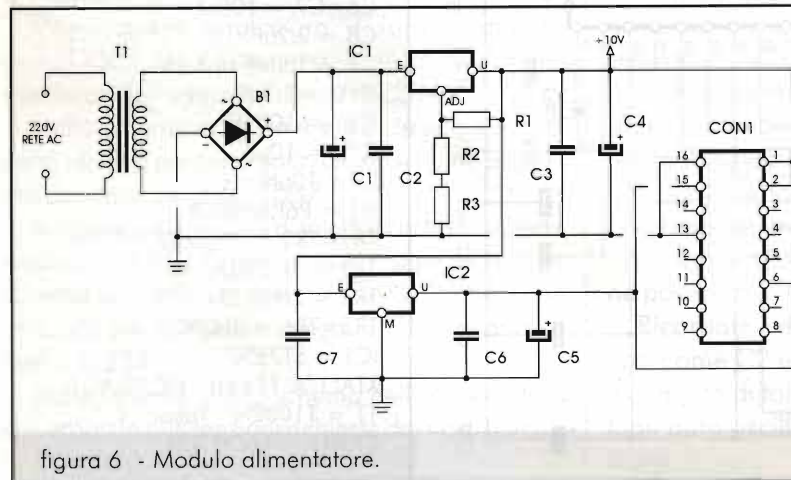 T1
220V
RETE AC
B1
IC1
E
U
ADJ
R1
R2
R3
C1
C2
C3
C4
+10V
CON1
16
15
14
13
12
11
10
9
1
2
3
4
5
6
7
8
IC2
E
U
M
C7
C6
C5
figura 6 - Modulo alimentatore.